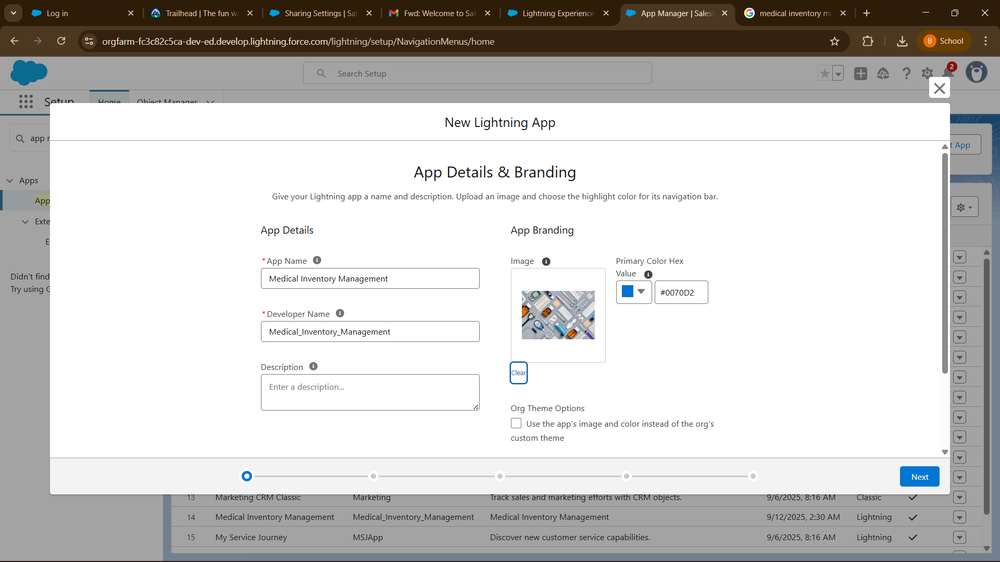 Log in
Trailhead | The fun wa
Sharing Settings | Sal
Fwd: Welcome to Sal
Lightning Experience
App Manager | Salesf
medical inventory ma
orgfarm-fc3c82c5ca-dev-ed.develop.lightning.force.com/lightning/setup/NavigationMenus/home
B School
Search Setup
2
Setup
Home
Object Manager
New Lightning App
app r
t App
App Details & Branding
Give your Lightning app a name and description. Upload an image and choose the highlight color for its navigation bar.
Apps
App
Exte
E
Didn't find
Try using G
App Details
App Branding
*App Name
Medical Inventory Management
*Developer Name
Medical_Inventory_Management
Description
Enter a description...
Image
Clear
Primary Color Hex
Value
#0070D2
Org Theme Options
Use the app's image and color instead of the org's
custom theme
Next
13 Marketing CRM Classic Marketing Track sales and marketing efforts with CRM objects. 9/6/2025, 8:16 AM Classic
14 Medical Inventory Management Medical_Inventory_Management Medical Inventory Management 9/12/2025, 2:30 AM Lightning
15 My Service Journey MSJApp Discover new customer service capabilities. 9/6/2025, 8:16 AM Lightning